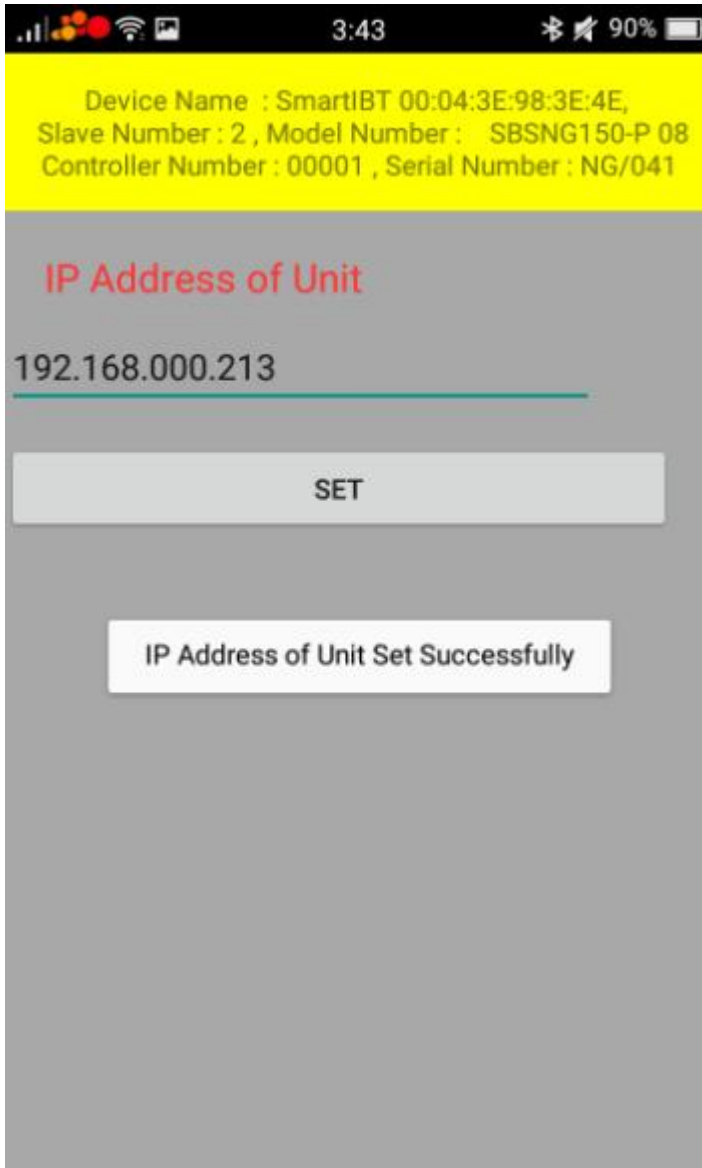 3:43 90%
Device Name : SmartIBT 00:04:3E:98:3E:4E,
Slave Number : 2 , Model Number : SBSNG150-P 08
Controller Number : 00001 , Serial Number : NG/041
IP Address of Unit
192.168.000.213
SET
IP Address of Unit Set Successfully